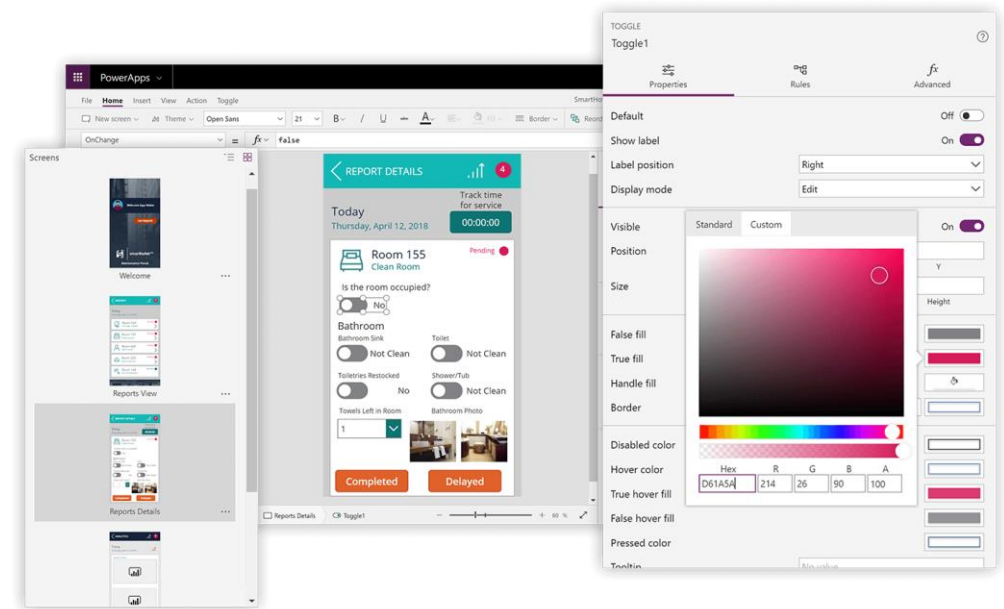 PowerApps
File Home Insert View Action Toggle
SmartHo
New screen Theme Open Sans 21 B / U A Border Reord
OnChange = fx false
Screens
Welcome
Reports View
Reports Details
REPORT DETAILS 4
Today
Thursday, April 12, 2018
Track time
for service
00:00:00
Room 155
Clean Room
Pending
Is the room occupied?
No
Bathroom
Bathroom Sink Toilet
Not Clean Not Clean
Toiletries Restocked Shower/Tub
No Not Clean
Towels Left in Room Bathroom Photo
1
Completed Delayed
Reports Details Toggle1 - + 60 %
TOGGLE
Toggle1
?
Properties Rules fx Advanced
Default Off
Show label On
Label position Right
Display mode Edit
Visible On
Position
Y
Size
Height
False fill
True fill
Handle fill
Border
Disabled color
Hover color
True hover fill
False hover fill
Pressed color
Tooltip No value
Standard Custom
Hex R G B A
D61A5A 214 26 90 100